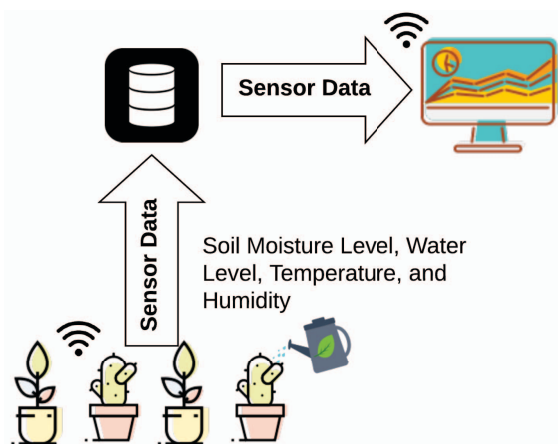 Sensor Data
Sensor Data
Soil Moisture Level, Water
Level, Temperature, and
Humidity